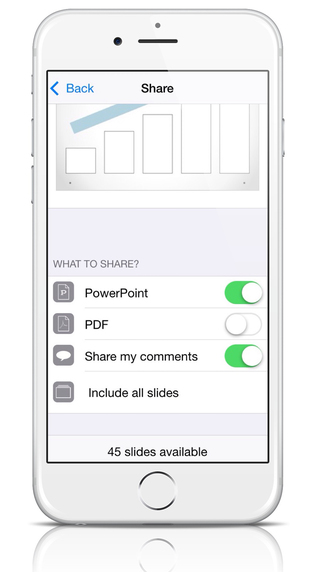 Back
Share
WHAT TO SHARE?
PowerPoint
PDF
Share my comments
Include all slides
45 slides available